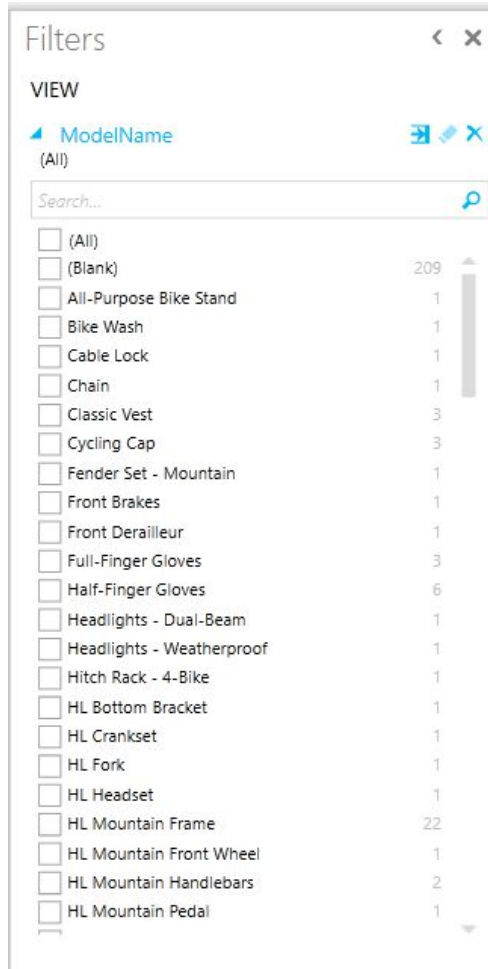 Filters
VIEW
ModelName
(All)
Search...
(All)
(Blank) 209
All-Purpose Bike Stand 1
Bike Wash 1
Cable Lock 1
Chain 1
Classic Vest 3
Cycling Cap 3
Fender Set - Mountain 1
Front Brakes 1
Front Derailleur 1
Full-Finger Gloves 3
Half-Finger Gloves 6
Headlights - Dual-Beam 1
Headlights - Weatherproof 1
Hitch Rack - 4-Bike 1
HL Bottom Bracket 1
HL Crankset 1
HL Fork 1
HL Headset 1
HL Mountain Frame 22
HL Mountain Front Wheel 1
HL Mountain Handlebars 2
HL Mountain Pedal 1